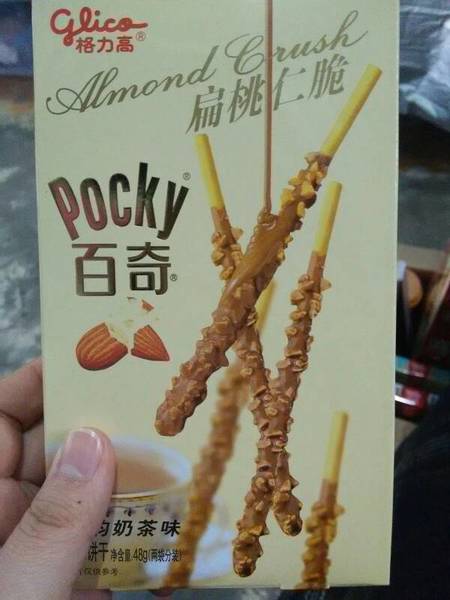 Glico®
格力高®
Almond Crush
扁桃仁脆
Pocky®
百奇®
奶茶味
饼干 净含量:48g(两袋分装)
仅供参考